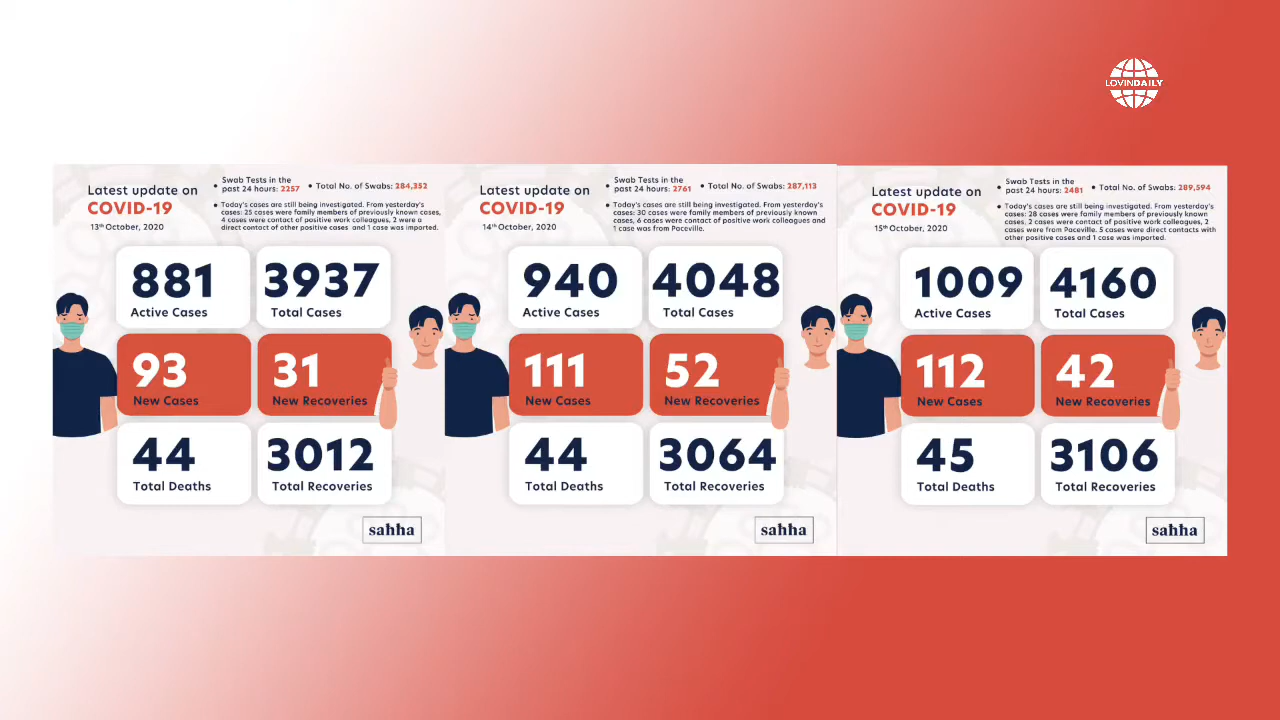 LOVINDAILY
Latest update on
COVID-19
13th October, 2020
• Swab Tests in the
past 24 hours: 2257
• Total No. of Swabs: 284,352
• Today's cases are still being investigated. From yesterday's
cases: 25 cases were family members of previously known cases,
4 cases were contact of positive work colleagues, 2 were a
direct contact of other positive cases and 1 case was imported.
881
Active Cases
3937
Total Cases
93
New Cases
31
New Recoveries
44
Total Deaths
3012
Total Recoveries
saħħa
Latest update on
COVID-19
14th October, 2020
• Swab Tests in the
past 24 hours: 2761
• Total No. of Swabs: 287,113
• Today's cases are still being investigated. From yesterday's
cases: 30 cases were family members of previously known
cases, 6 cases were contact of positive work colleagues and
1 case was from Paceville.
940
Active Cases
4048
Total Cases
111
New Cases
52
New Recoveries
44
Total Deaths
3064
Total Recoveries
saħħa
Latest update on
COVID-19
15th October, 2020
• Swab Tests in the
past 24 hours: 2481
• Total No. of Swabs: 289,594
• Today's cases are still being investigated. From yesterday's
cases: 28 cases were family members of previously known
cases, 2 cases were contact of positive work colleagues, 2
cases were from Paceville. 5 cases were direct contacts with
other positive cases and 1 case was imported.
1009
Active Cases
4160
Total Cases
112
New Cases
42
New Recoveries
45
Total Deaths
3106
Total Recoveries
saħħa